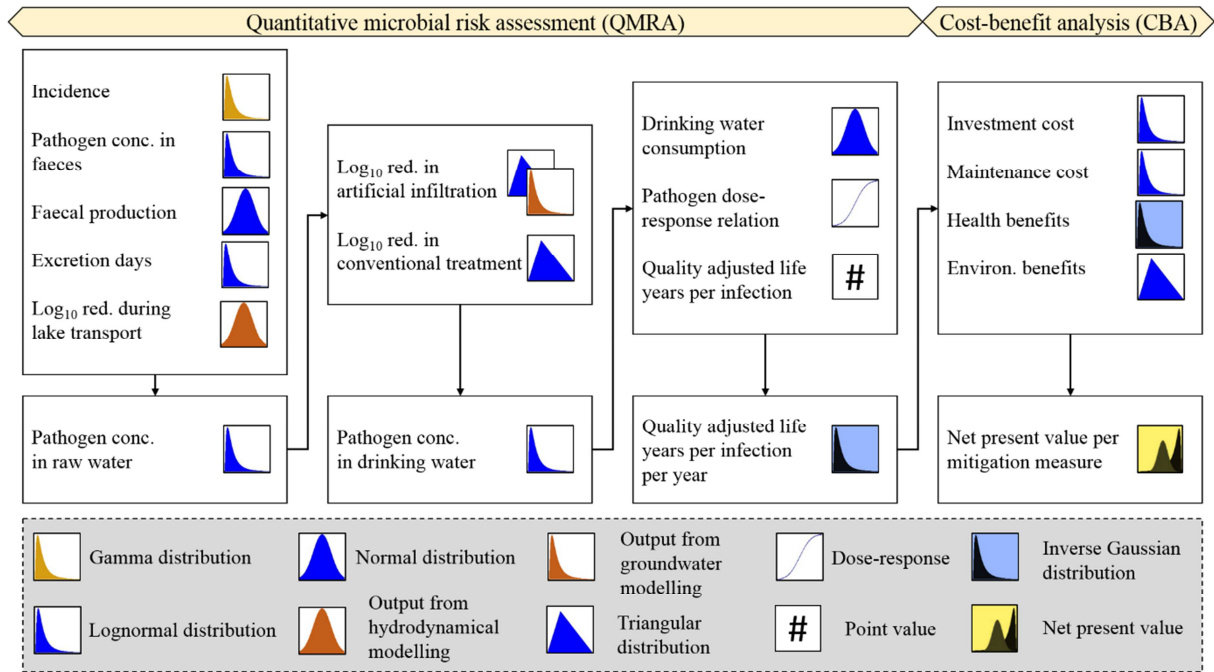 Quantitative microbial risk assessment (QMRA)
Cost-benefit analysis (CBA)
Incidence
Pathogen conc. in
faeces
Faecal production
Excretion days
Log₁₀ red. during
lake transport
Pathogen conc.
in raw water
Log₁₀ red. in
artificial infiltration
Log₁₀ red. in
conventional treatment
Pathogen conc.
in drinking water
Drinking water
consumption
Pathogen dose-
response relation
Quality adjusted life
years per infection
#
Quality adjusted life
years per infection
per year
Investment cost
Maintenance cost
Health benefits
Environ. benefits
Net present value per
mitigation measure
Gamma distribution
Normal distribution
Output from
groundwater
modelling
Dose-response
Inverse Gaussian
distribution
Lognormal distribution
Output from
hydrodynamical
modelling
Triangular
distribution
#
Point value
Net present value